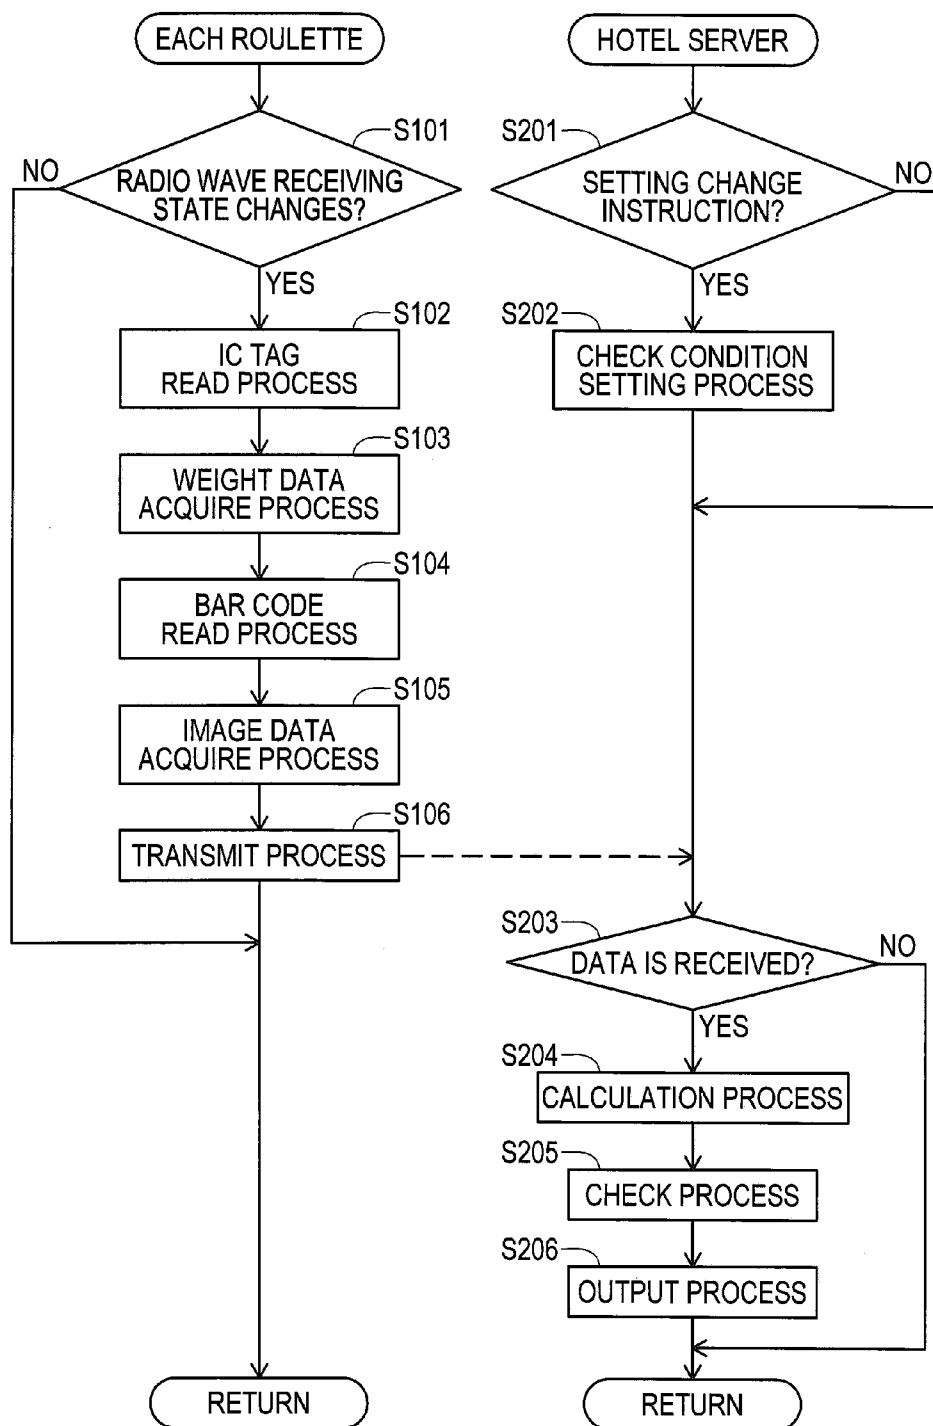 EACH ROULETTE
S101
NO
RADIO WAVE RECEIVING
STATE CHANGES?
YES
S102
IC TAG
READ PROCESS
S103
WEIGHT DATA
ACQUIRE PROCESS
S104
BAR CODE
READ PROCESS
S105
IMAGE DATA
ACQUIRE PROCESS
S106
TRANSMIT PROCESS
RETURN
HOTEL SERVER
S201
SETTING CHANGE
INSTRUCTION?
NO
YES
S202
CHECK CONDITION
SETTING PROCESS
S203
DATA IS RECEIVED?
NO
YES
S204
CALCULATION PROCESS
S205
CHECK PROCESS
S206
OUTPUT PROCESS
RETURN